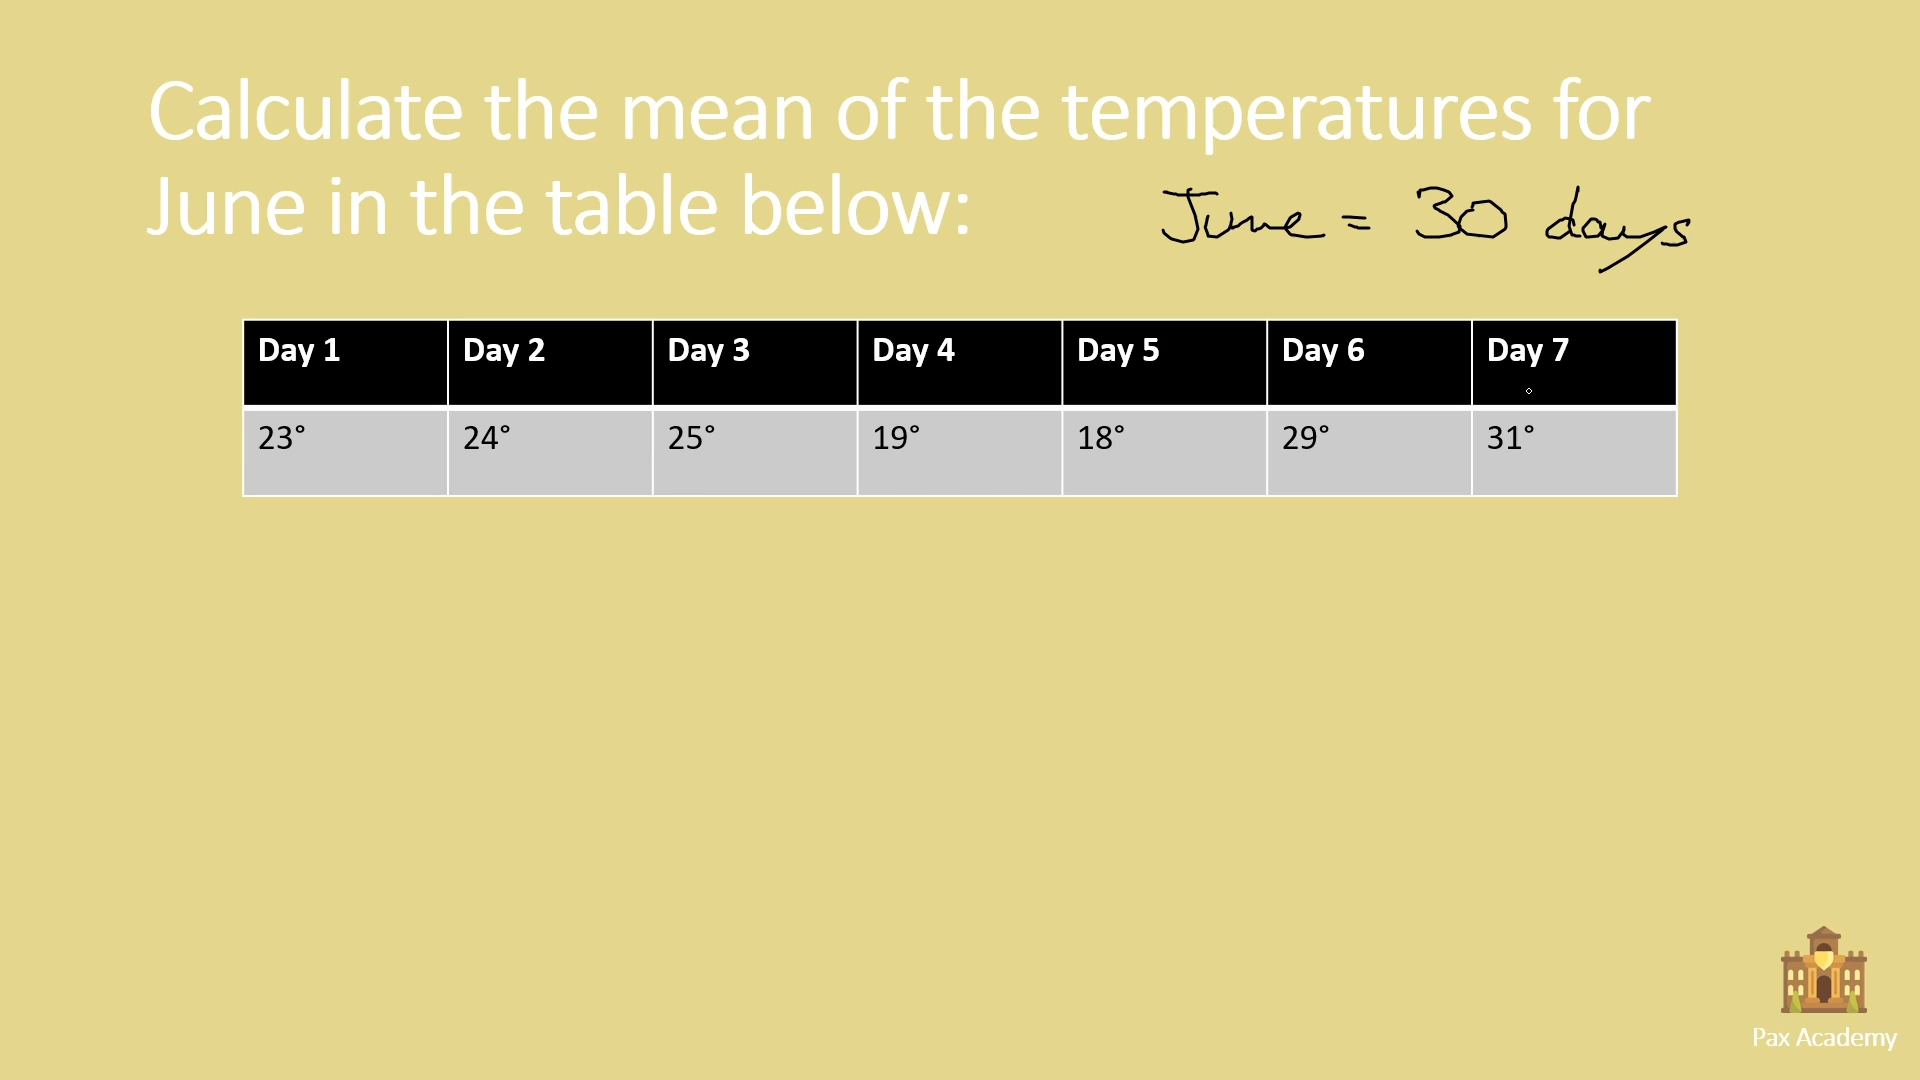 Calculate the mean of the temperatures for
June in the table below:
June = 30 days
Day 1 Day 2 Day 3 Day 4 Day 5 Day 6 Day 7
23° 24° 25° 19° 18° 29° 31°
Pax Academy